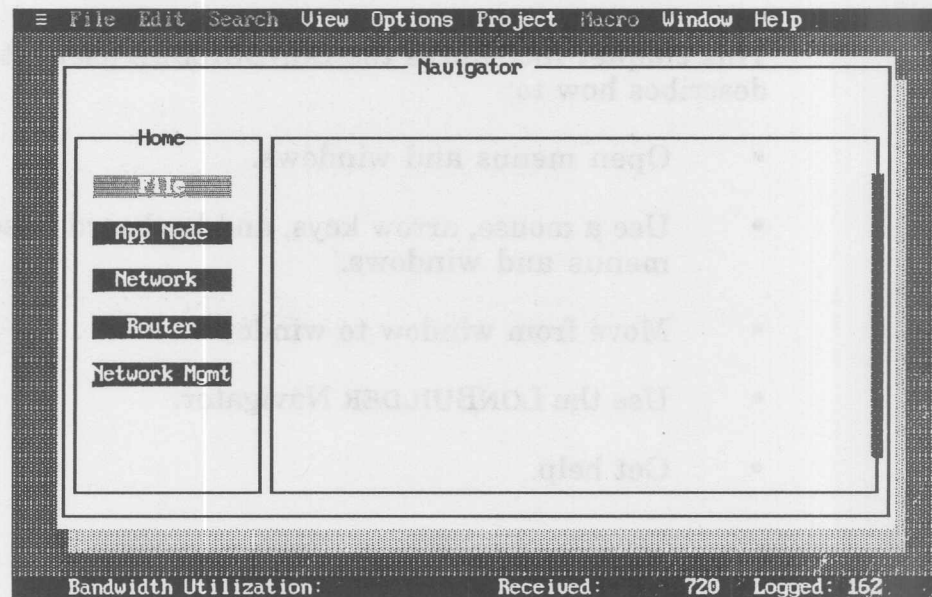 ≡ File Edit Search View Options Project Macro Window Help
Navigator
describes how to
Home
• Open menus and windows.
File
• Use a mouse, arrow keys, and
App Node
menus and windows.
Network
Router
• Move from window to window.
Network Mgmt
• Use the LONBUILDER Navigator.
• Get help.
Bandwidth Utilization: Received: 720 Logged: 162